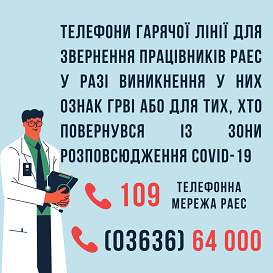 ТЕЛЕФОНИ ГАРЯЧОЇ ЛІНІЇ ДЛЯ
ЗВЕРНЕННЯ ПРАЦІВНИКІВ РАЕС
У РАЗІ ВИНИКНЕННЯ У НИХ
ОЗНАК ГРВІ АБО ДЛЯ ТИХ, ХТО
ПОВЕРНУВСЯ ІЗ ЗОНИ
РОЗПОВСЮДЖЕННЯ COVID-19
109 ТЕЛЕФОННА
МЕРЕЖА РАЕС
(03636) 64 000